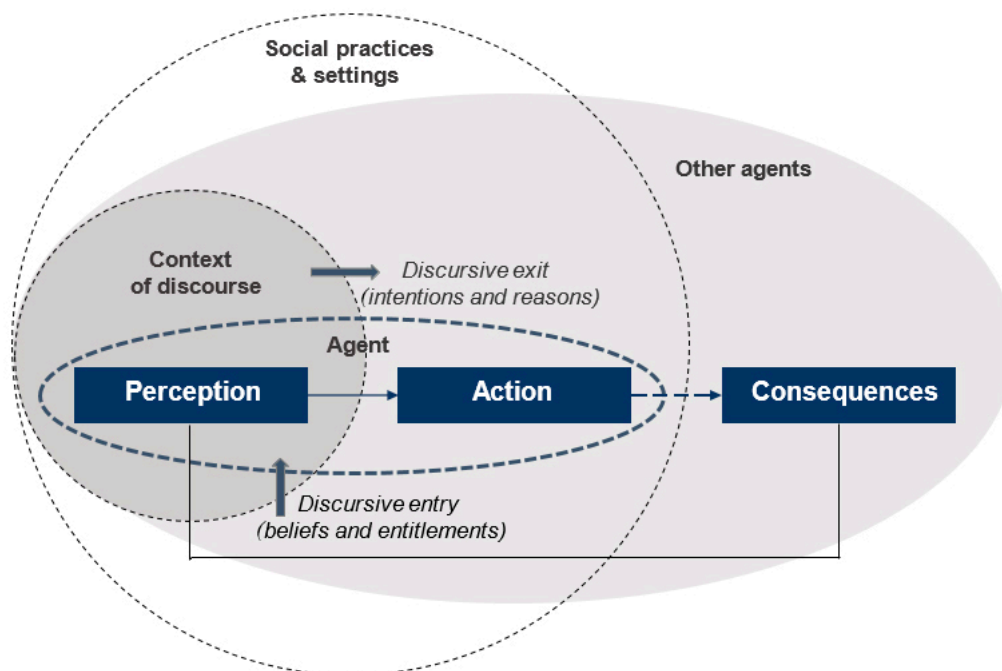 Social practices
& settings
Other agents
Context
of discourse
Discursive exit
(intentions and reasons)
Agent
Perception
Action
Consequences
Discursive entry
(beliefs and entitlements)